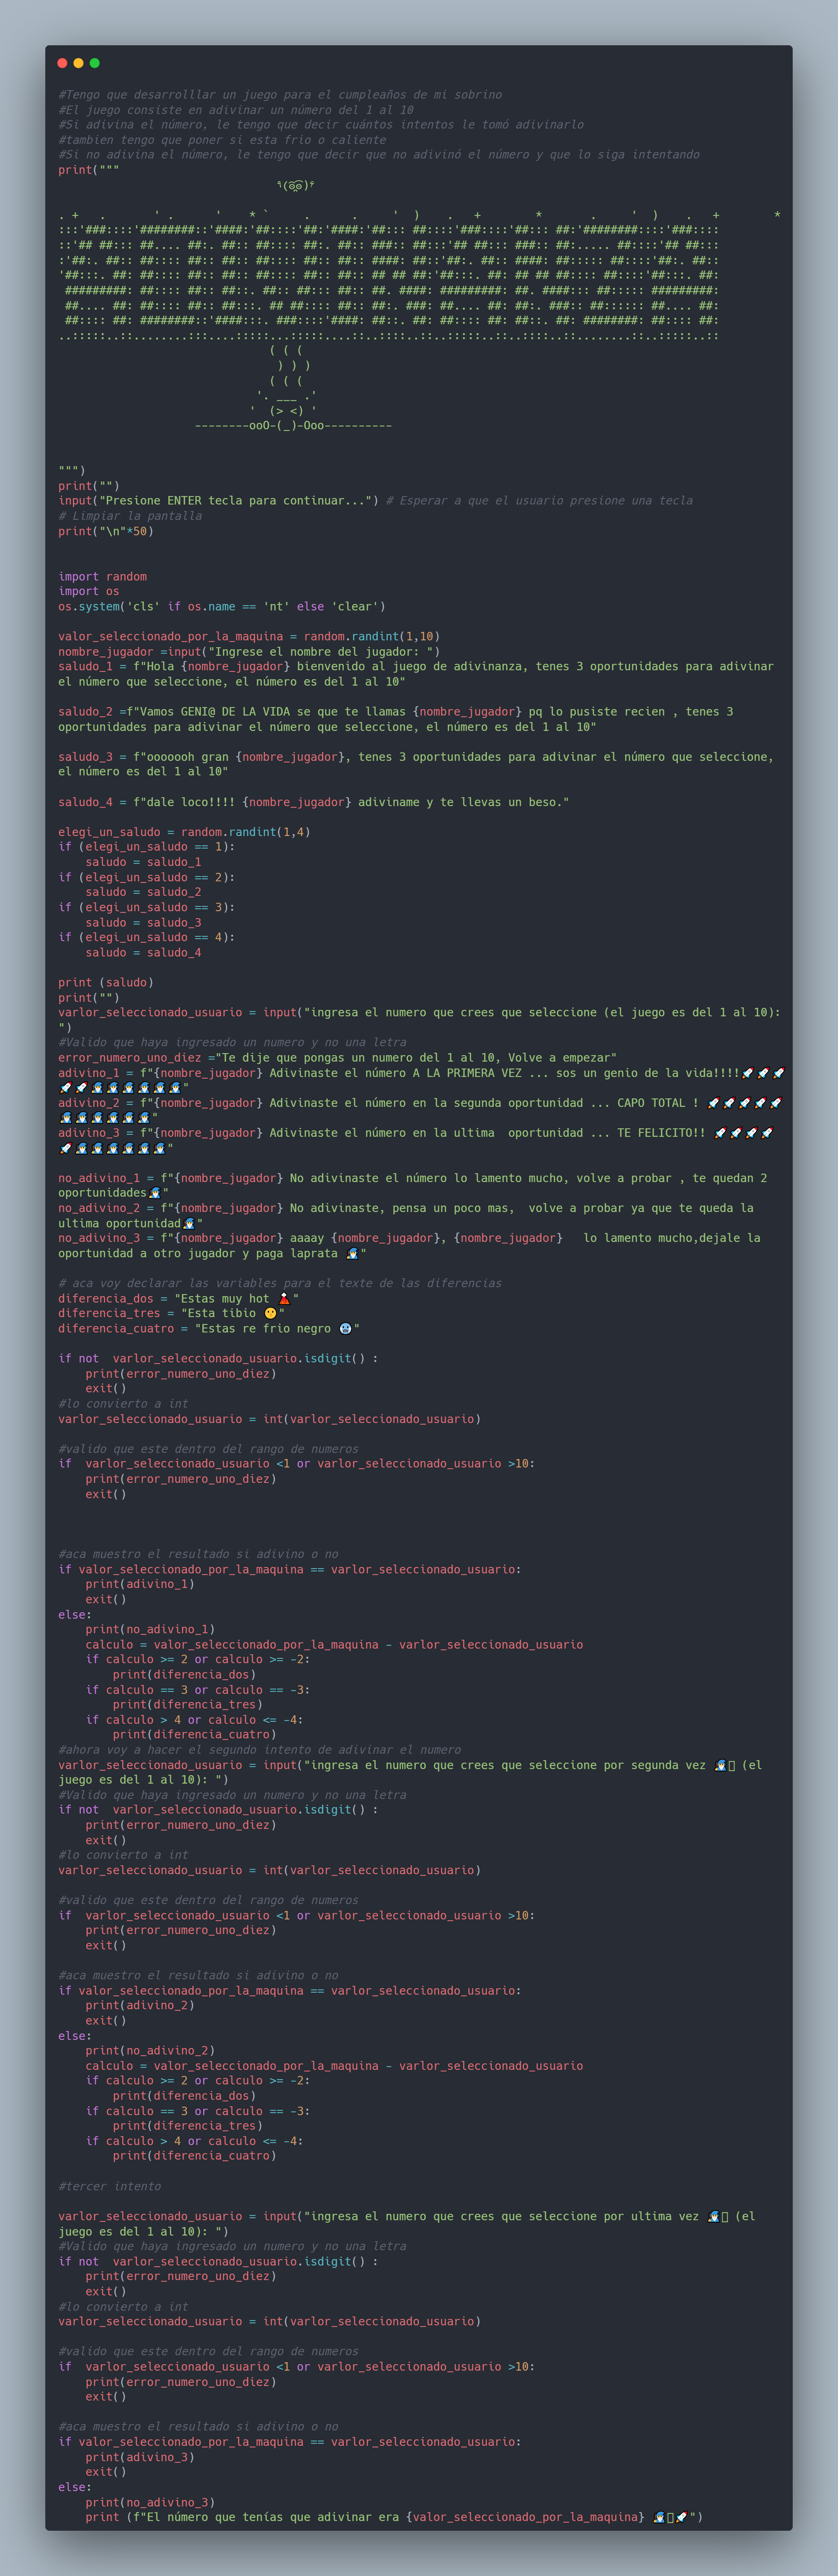 #Tengo que desarrolllar un juego para el cumpleaños de mi sobrino
#El juego consiste en adivinar un número del 1 al 10
#Si adivina el número, le tengo que decir cuántos intentos le tomó adivinarlo
#tambien tengo que poner si esta frio o caliente
#Si no adivina el número, le tengo que decir que no adivinó el número y que lo siga intentando
print("""
. +   .       ' .      '    * `     .      .     '  )    .   +        *       .     '  )    .   +        *
:::'###::::'########::'####:'##::::'##:'####:'##::: ##::::'###::::'##::: ##:'########::::'###::::
::'## ##::: ##.... ##:. ##:: ##:::: ##:. ##:: ###:: ##:::'## ##::: ###:: ##:..... ##::::'## ##:::
:'##:. ##:: ##:::: ##:: ##:: ##:::: ##:: ##:: ####: ##::'##:. ##:: ####: ##::::: ##::::'##:. ##::
'##:::. ##: ##:::: ##:: ##:: ##:::: ##:: ##:: ## ## ##:'##:::. ##: ## ## ##:::: ##::::'##:::. ##:
 #########: ##:::: ##:: ##::. ##:: ##::: ##:: ##. ####: #########: ##. ####::: ##::::: #########:
 ##.... ##: ##:::: ##:: ##:::. ## ##:::: ##:: ##:. ###: ##.... ##: ##:. ###:: ##:::::: ##.... ##:
 ##:::: ##: ########::'####:::. ###::::'####: ##::. ##: ##:::: ##: ##::. ##: ########: ##:::: ##:
..:::::..::........:::....:::::...:::::....::..::::..::..:::::..::..::::..::........::..:::::..::
( ( (
) ) )
( ( (
'. ___ .'
'  (> <) '
--------ooO-(_)-Ooo----------
""")
print("")
input("Presione ENTER tecla para continuar...") # Esperar a que el usuario presione una tecla
# Limpiar la pantalla
print("\n"*50)
import random
import os
os.system('cls' if os.name == 'nt' else 'clear')
valor_seleccionado_por_la_maquina = random.randint(1,10)
nombre_jugador =input("Ingrese el nombre del jugador: ")
saludo_1 = f"Hola {nombre_jugador} bienvenido al juego de adivinanza, tenes 3 oportunidades para adivinar
el número que seleccione, el número es del 1 al 10"
saludo_2 =f"Vamos GENI@ DE LA VIDA se que te llamas {nombre_jugador} pq lo pusiste recien , tenes 3
oportunidades para adivinar el número que seleccione, el número es del 1 al 10"
saludo_3 = f"ooooooh gran {nombre_jugador}, tenes 3 oportunidades para adivinar el número que seleccione,
el número es del 1 al 10"
saludo_4 = f"dale loco!!!! {nombre_jugador} adiviname y te llevas un beso."
elegi_un_saludo = random.randint(1,4)
if (elegi_un_saludo == 1):
    saludo = saludo_1
if (elegi_un_saludo == 2):
    saludo = saludo_2
if (elegi_un_saludo == 3):
    saludo = saludo_3
if (elegi_un_saludo == 4):
    saludo = saludo_4
print (saludo)
print("")
varlor_seleccionado_usuario = input("ingresa el numero que crees que seleccione (el juego es del 1 al 10):
")
#Valido que haya ingresado un numero y no una letra
error_numero_uno_diez ="Te dije que pongas un numero del 1 al 10, Volve a empezar"
adivino_1 = f"{nombre_jugador} Adivinaste el número A LA PRIMERA VEZ ... sos un genio de la vida!!!!🚀🚀🚀
🚀🚀🧙🧙🧙🧙🧙🧙"
adivino_2 = f"{nombre_jugador} Adivinaste el número en la segunda oportunidad ... CAPO TOTAL ! 🚀🚀🚀🚀🚀
🧙🧙🧙🧙🧙🧙"
adivino_3 = f"{nombre_jugador} Adivinaste el número en la ultima  oportunidad ... TE FELICITO!! 🚀🚀🚀🚀
🚀🧙🧙🧙🧙🧙🧙"
no_adivino_1 = f"{nombre_jugador} No adivinaste el número lo lamento mucho, volve a probar , te quedan 2
oportunidades🧙"
no_adivino_2 = f"{nombre_jugador} No adivinaste, pensa un poco mas,  volve a probar ya que te queda la
ultima oportunidad🧙"
no_adivino_3 = f"{nombre_jugador} aaaay {nombre_jugador}, {nombre_jugador}   lo lamento mucho,dejale la
oportunidad a otro jugador y paga laprata 🧙"
# aca voy declarar las variables para el texte de las diferencias
diferencia_dos = "Estas muy hot 🌋"
diferencia_tres = "Esta tibio 😶"
diferencia_cuatro = "Estas re frio negro 🥶"
if not  varlor_seleccionado_usuario.isdigit() :
    print(error_numero_uno_diez)
    exit()
#lo convierto a int
varlor_seleccionado_usuario = int(varlor_seleccionado_usuario)
#valido que este dentro del rango de numeros
if  varlor_seleccionado_usuario <1 or varlor_seleccionado_usuario >10:
    print(error_numero_uno_diez)
    exit()
#aca muestro el resultado si adivino o no
if valor_seleccionado_por_la_maquina == varlor_seleccionado_usuario:
    print(adivino_1)
    exit()
else:
    print(no_adivino_1)
    calculo = valor_seleccionado_por_la_maquina - varlor_seleccionado_usuario
    if calculo >= 2 or calculo >= -2:
        print(diferencia_dos)
    if calculo == 3 or calculo == -3:
        print(diferencia_tres)
    if calculo > 4 or calculo <= -4:
        print(diferencia_cuatro)
#ahora voy a hacer el segundo intento de adivinar el numero
varlor_seleccionado_usuario = input("ingresa el numero que crees que seleccione por segunda vez 🧙 (el
juego es del 1 al 10): ")
#Valido que haya ingresado un numero y no una letra
if not  varlor_seleccionado_usuario.isdigit() :
    print(error_numero_uno_diez)
    exit()
#lo convierto a int
varlor_seleccionado_usuario = int(varlor_seleccionado_usuario)
#valido que este dentro del rango de numeros
if  varlor_seleccionado_usuario <1 or varlor_seleccionado_usuario >10:
    print(error_numero_uno_diez)
    exit()
#aca muestro el resultado si adivino o no
if valor_seleccionado_por_la_maquina == varlor_seleccionado_usuario:
    print(adivino_2)
    exit()
else:
    print(no_adivino_2)
    calculo = valor_seleccionado_por_la_maquina - varlor_seleccionado_usuario
    if calculo >= 2 or calculo >= -2:
        print(diferencia_dos)
    if calculo == 3 or calculo == -3:
        print(diferencia_tres)
    if calculo > 4 or calculo <= -4:
        print(diferencia_cuatro)
#tercer intento
varlor_seleccionado_usuario = input("ingresa el numero que crees que seleccione por ultima vez 🧙 (el
juego es del 1 al 10): ")
#Valido que haya ingresado un numero y no una letra
if not  varlor_seleccionado_usuario.isdigit() :
    print(error_numero_uno_diez)
    exit()
#lo convierto a int
varlor_seleccionado_usuario = int(varlor_seleccionado_usuario)
#valido que este dentro del rango de numeros
if  varlor_seleccionado_usuario <1 or varlor_seleccionado_usuario >10:
    print(error_numero_uno_diez)
    exit()
#aca muestro el resultado si adivino o no
if valor_seleccionado_por_la_maquina == varlor_seleccionado_usuario:
    print(adivino_3)
    exit()
else:
    print(no_adivino_3)
    print (f"El número que tenías que adivinar era {valor_seleccionado_por_la_maquina} 🧙🚀")